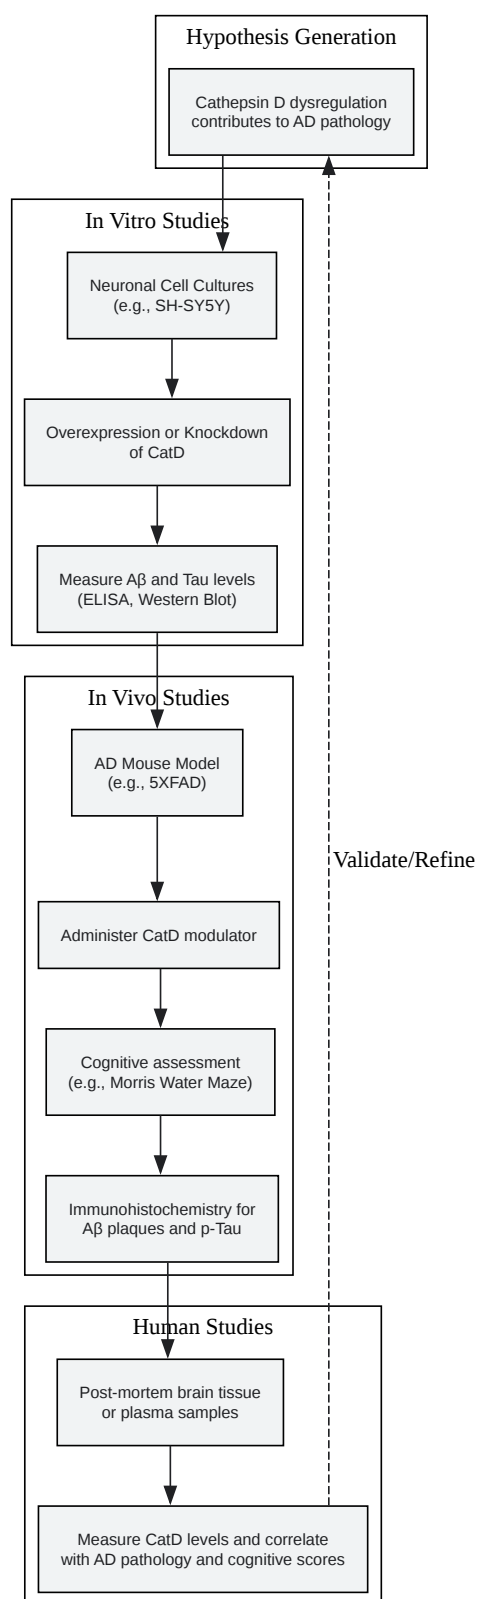 Hypothesis Generation
Cathepsin D dysregulation
contributes to AD pathology
In Vitro Studies
Neuronal Cell Cultures
(e.g., SH-SY5Y)
Overexpression or Knockdown
of CatD
Measure Aβ and Tau levels
(ELISA, Western Blot)
In Vivo Studies
AD Mouse Model
(e.g., 5XFAD)
Validate/Refine
Administer CatD modulator
Cognitive assessment
(e.g., Morris Water Maze)
Immunohistochemistry for
Aβ plaques and p-Tau
Human Studies
Post-mortem brain tissue
or plasma samples
Measure CatD levels and correlate
with AD pathology and cognitive scores